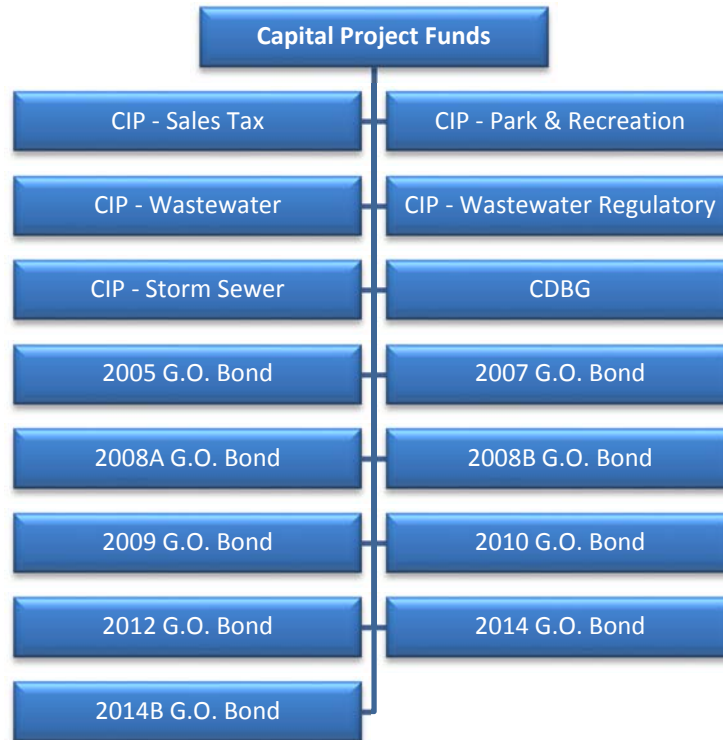 Capital Project Funds
CIP - Sales Tax
CIP - Park & Recreation
CIP - Wastewater
CIP - Wastewater Regulatory
CIP - Storm Sewer
CDBG
2005 G.O. Bond
2007 G.O. Bond
2008A G.O. Bond
2008B G.O. Bond
2009 G.O. Bond
2010 G.O. Bond
2012 G.O. Bond
2014 G.O. Bond
2014B G.O. Bond